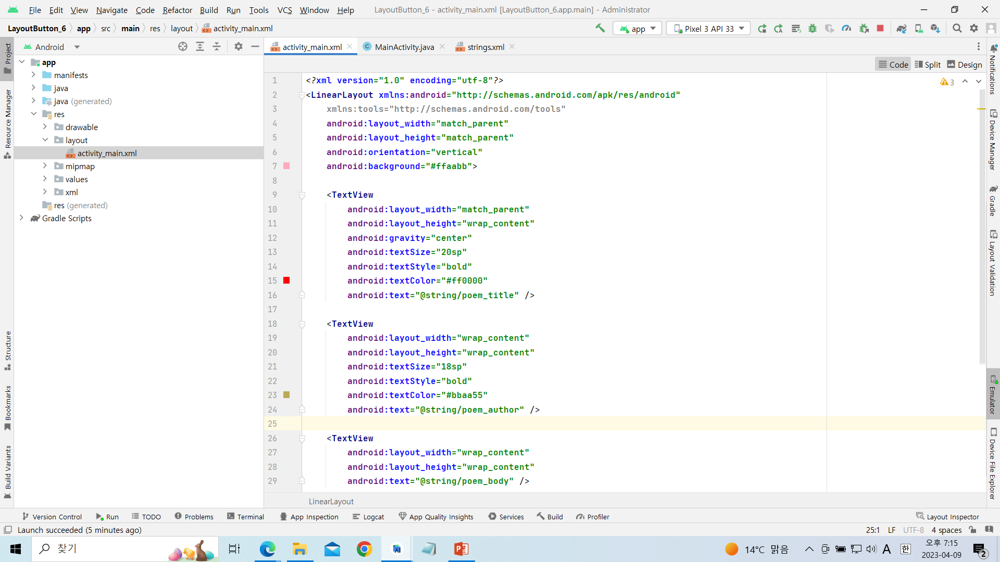 File Edit View Navigate Code Refactor Build Run Tools VCS Window Help LayoutButton_6 - activity_main.xml [LayoutButton_6.app.main] - Administrator
LayoutButton_6 app src main res layout activity_main.xml app Pixel 3 API 33
Project
Resource Manager
Structure
Bookmarks
Build Variants
Android
app
manifests
java
java (generated)
res
drawable
layout
activity_main.xml
mipmap
values
xml
res (generated)
Gradle Scripts
activity_main.xml MainActivity.java strings.xml
Code Split Design
3
1 <?xml version="1.0" encoding="utf-8"?>
2 <LinearLayout xmlns:android="http://schemas.android.com/apk/res/android"
3 xmlns:tools="http://schemas.android.com/tools"
4 android:layout_width="match_parent"
5 android:layout_height="match_parent"
6 android:orientation="vertical"
7 android:background="#ffaabb">
8
9 <TextView
10 android:layout_width="match_parent"
11 android:layout_height="wrap_content"
12 android:gravity="center"
13 android:textSize="20sp"
14 android:textStyle="bold"
15 android:textColor="#ff0000"
16 android:text="@string/poem_title" />
17
18 <TextView
19 android:layout_width="wrap_content"
20 android:layout_height="wrap_content"
21 android:textSize="18sp"
22 android:textStyle="bold"
23 android:textColor="#bbaa55"
24 android:text="@string/poem_author" />
25
26 <TextView
27 android:layout_width="wrap_content"
28 android:layout_height="wrap_content"
29 android:text="@string/poem_body" />
LinearLayout
Notifications
Device Manager
Gradle
Layout Validation
Emulator
Device File Explorer
Version Control Run TODO Problems Terminal App Inspection Logcat App Quality Insights Services Build Profiler Layout Inspector
Launch succeeded (5 minutes ago) 25:1 LF UTF-8 4 spaces
찾기 14°C 맑음 A 한 오후 7:15
2023-04-09 2